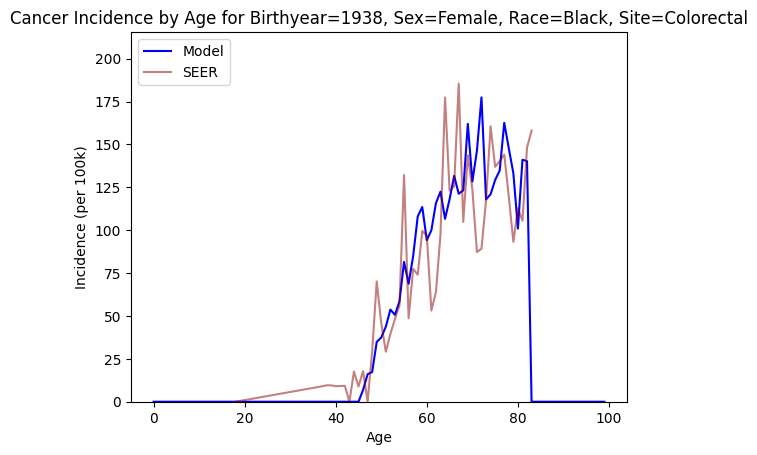 Cancer Incidence by Age for Birthyear=1938, Sex=Female, Race=Black, Site=Colorectal
Model
SEER
200
175
150
125
100
75
50
25
0
Incidence (per 100k)
0 20 40 60 80 100
Age